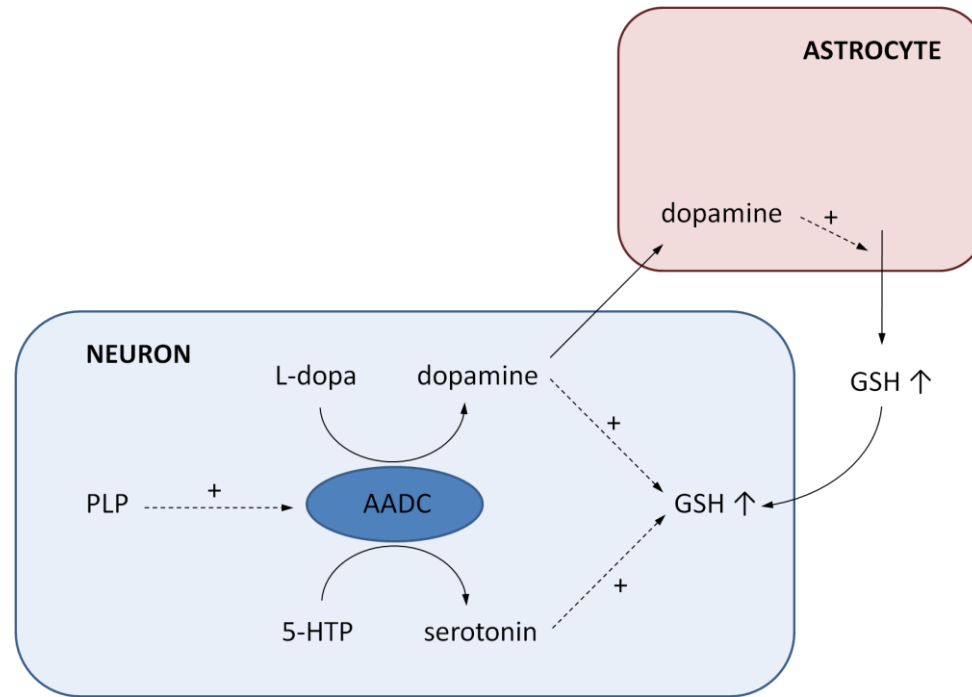 ASTROCYTE
dopamine
+
NEURON
L-dopa
dopamine
GSH ↑
+
PLP
+
AADC
GSH ↑
+
5-HTP
serotonin